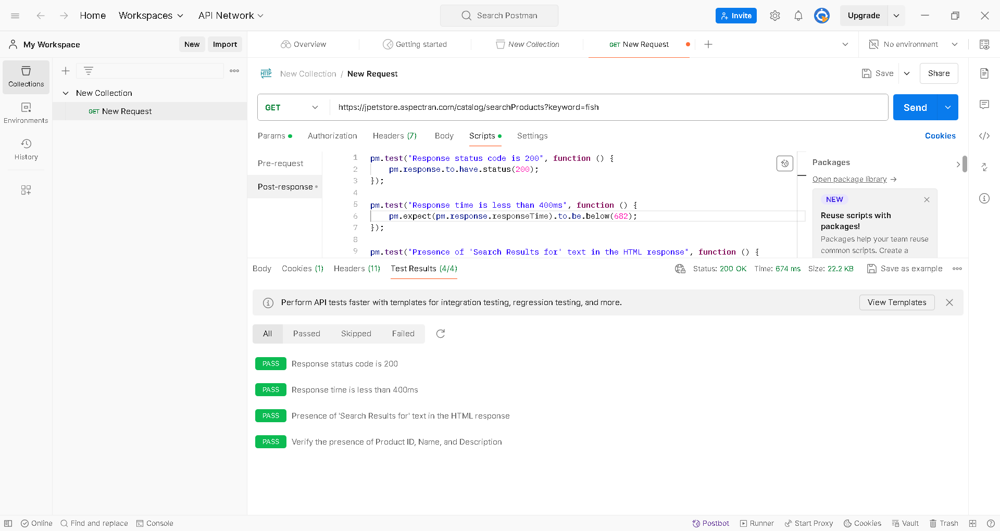 Home Workspaces API Network Search Postman Invite Upgrade
My Workspace New Import Overview Getting started New Collection GET New Request No environment
Collections
Environments
History
New Collection
GET New Request
HTTP New Collection / New Request Save Share
GET https://jpetstore.aspectran.com/catalog/searchProducts?keyword=fish Send
Params Authorization Headers (7) Body Scripts Settings Cookies
Pre-request
Post-response
1 pm.test("Response status code is 200", function () {
2 pm.response.to.have.status(200);
3 });
4
5 pm.test("Response time is less than 400ms", function () {
6 pm.expect(pm.response.responseTime).to.be.below(682);
7 });
8
9 pm.test("Presence of 'Search Results for' text in the HTML response", function () {
Packages
Open package library →
NEW
Reuse scripts with
packages!
Packages help your team reuse
common scripts. Create a
Body Cookies (1) Headers (11) Test Results (4/4) Status: 200 OK Time: 674 ms Size: 22.2 KB Save as example
Perform API tests faster with templates for integration testing, regression testing, and more. View Templates
All Passed Skipped Failed
PASS Response status code is 200
PASS Response time is less than 400ms
PASS Presence of 'Search Results for' text in the HTML response
PASS Verify the presence of Product ID, Name, and Description
Online Find and replace Console Postbot Runner Start Proxy Cookies Vault Trash